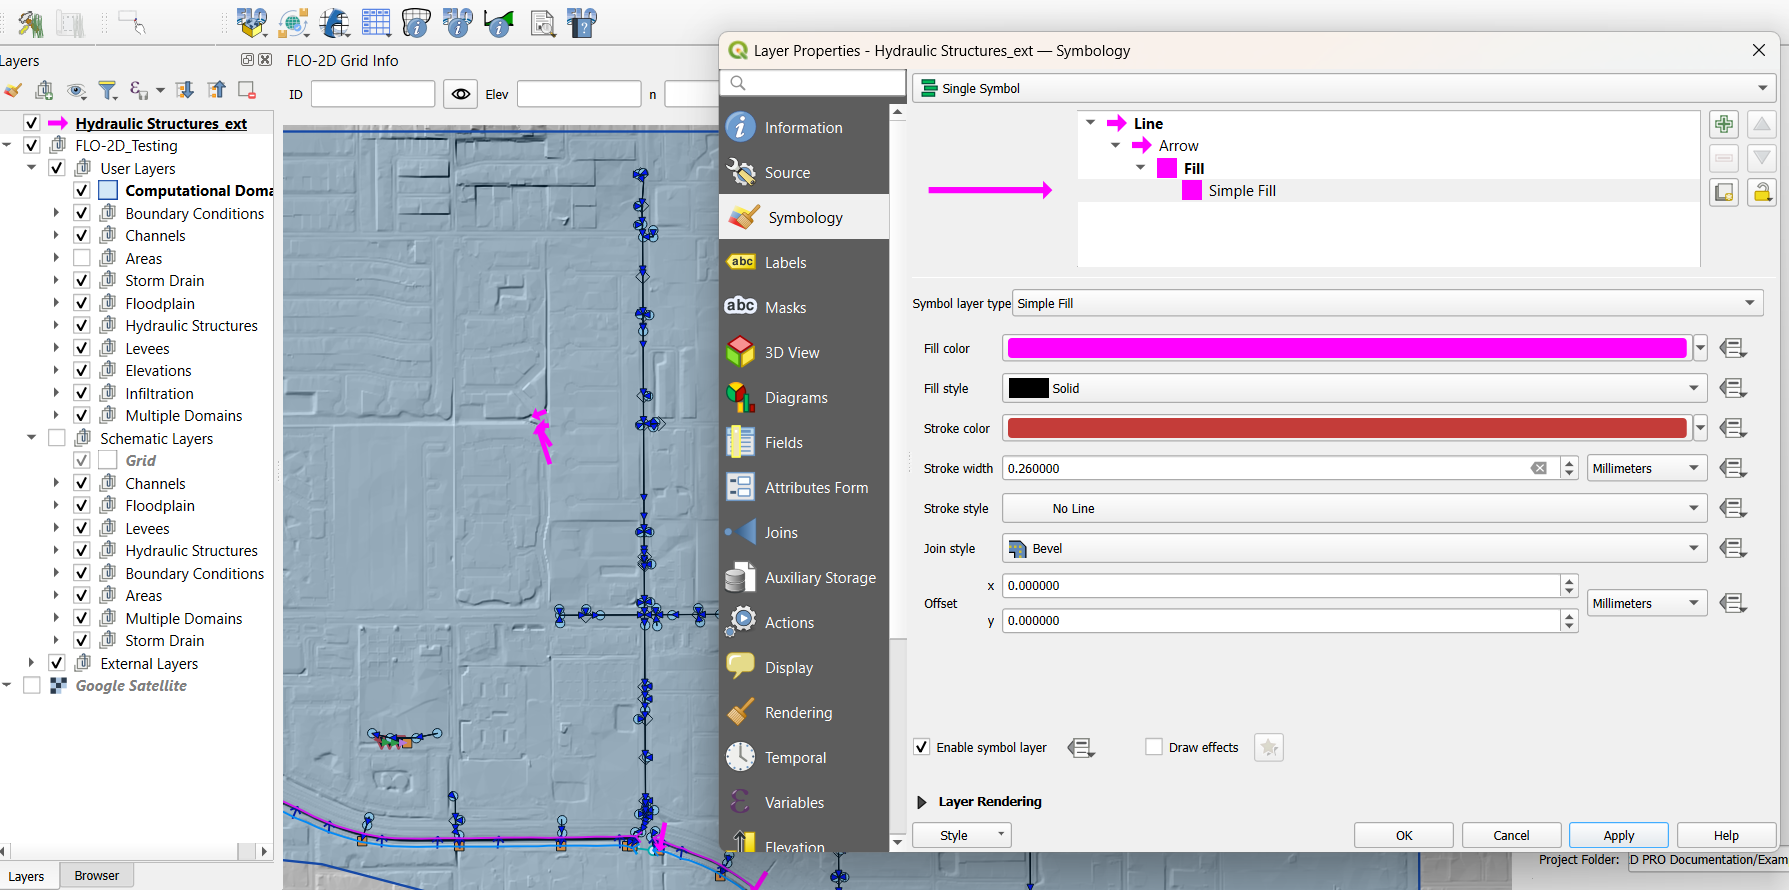 Layers
FLO-2D Grid Info
ID
Elev
n
Hydraulic Structures_ext
FLO-2D_Testing
User Layers
Computational Doma
Boundary Conditions
Channels
Areas
Storm Drain
Floodplain
Hydraulic Structures
Levees
Elevations
Infiltration
Multiple Domains
Schematic Layers
Grid
Channels
Floodplain
Levees
Hydraulic Structures
Boundary Conditions
Areas
Multiple Domains
Storm Drain
External Layers
Google Satellite
Layers
Browser
Layer Properties - Hydraulic Structures_ext — Symbology
Information
Source
Symbology
abc Labels
abc Masks
3D View
Diagrams
Fields
Attributes Form
Joins
Auxiliary Storage
Actions
Display
Rendering
Temporal
Variables
Elevation
Single Symbol
Line
Arrow
Fill
Simple Fill
Symbol layer type Simple Fill
Fill color
Fill style Solid
Stroke color
Stroke width 0.260000 Millimeters
Stroke style No Line
Join style Bevel
x 0.000000
Offset Millimeters
y 0.000000
Enable symbol layer
Draw effects
Layer Rendering
Style
OK
Cancel
Apply
Help
Project Folder: D PRO Documentation/Exam